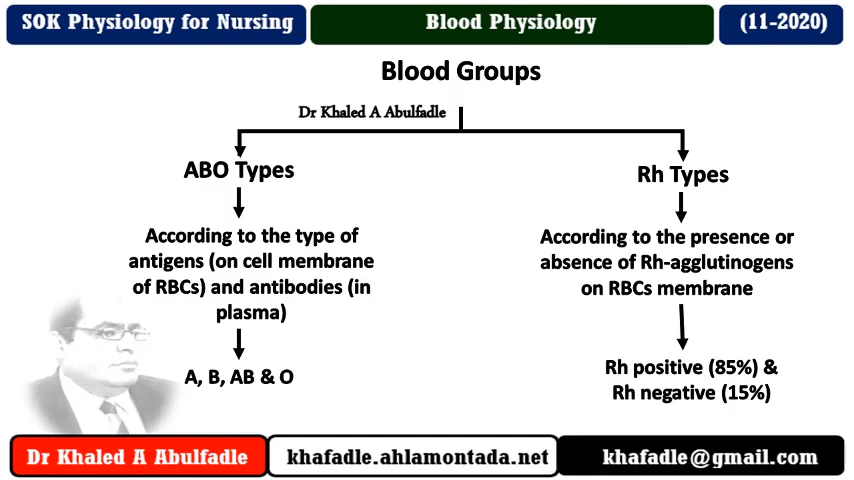 SOK Physiology for Nursing
Blood Physiology
(11-2020)
Blood Groups
Dr Khaled A Abulfadle
ABO Types
According to the type of
antigens (on cell membrane
of RBCs) and antibodies (in
plasma)
A, B, AB & O
Rh Types
According to the presence or
absence of Rh-agglutinogens
on RBCs membrane
Rh positive (85%) &
Rh negative (15%)
Dr Khaled A Abulfadle
khafadle.ahlamontada.net
khafadle@gmail.com